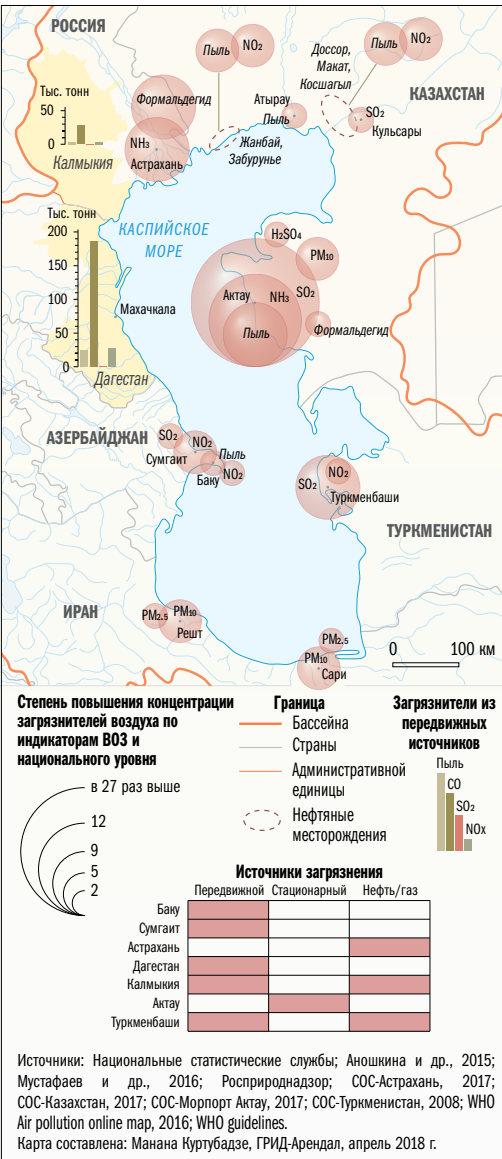 РОССИЯ
Пыль NO₂
Доссор,
Макат,
Косшагыл
Пыль NO₂
КАЗАХСТАН
Тыс. тонн
50
0
Калмыкия
Формальдегид
NH₃
Астрахань
Атырау
Пыль
SO₂
Кульсары
Жанбай,
Забурунье
Тыс. тонн
200
150
100
50
0
Дагестан
Махачкала
КАСПИЙСКОЕ
МОРЕ
H₂SO₄
PM₁₀
Актау NH₃ SO₂
Пыль
Формальдегид
АЗЕРБАЙДЖАН
SO₂
NO₂
Сумгаит
Пыль
Баку NO₂
NO₂
SO₂
Туркменбаши
ТУРКМЕНИСТАН
ИРАН
PM₂.₅ PM₁₀
Решт
PM₂.₅
PM₁₀
Сари
0 100 км
Степень повышения концентрации
загрязнителей воздуха по
индикаторам ВОЗ и
национального уровня
в 27 раз выше
12
9
5
2
Граница
Бассейна
Страны
Административной
единицы
Нефтяные
месторождения
Загрязнители из
передвижных
источников
Пыль
CO
SO₂
NOx
Источники загрязнения
Передвижной Стационарный Нефть/газ
Баку
Сумгаит
Астрахань
Дагестан
Калмыкия
Актау
Туркменбаши
Источники: Национальные статистические службы; Аношкина и др., 2015;
Мустафаев и др., 2016; Росприроднадзор; СОС-Астрахань, 2017;
СОС-Казахстан, 2017; СОС-Морпорт Актау, 2017; СОС-Туркменистан, 2008; WHO
Air pollution online map, 2016; WHO guidelines.
Карта составлена: Манана Куртубадзе, ГРИД-Арендал, апрель 2018 г.